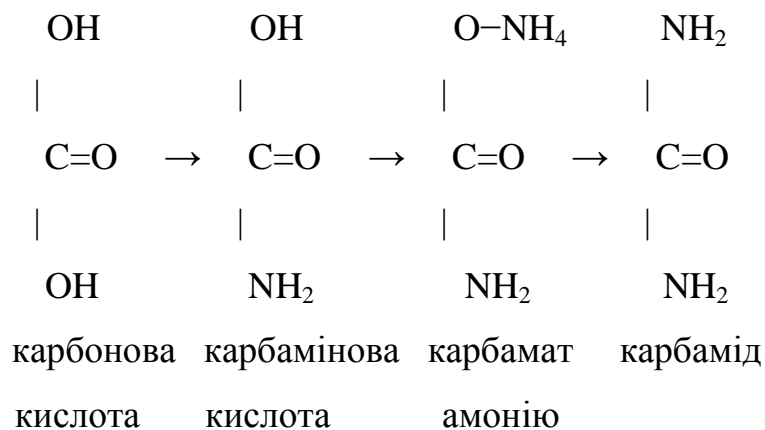 OH OH O−NH₄ NH₂
| | | |
C=O → C=O → C=O → C=O
| | | |
OH NH₂ NH₂ NH₂
карбонова карбамінова карбамат карбамід
кислота кислота амонію